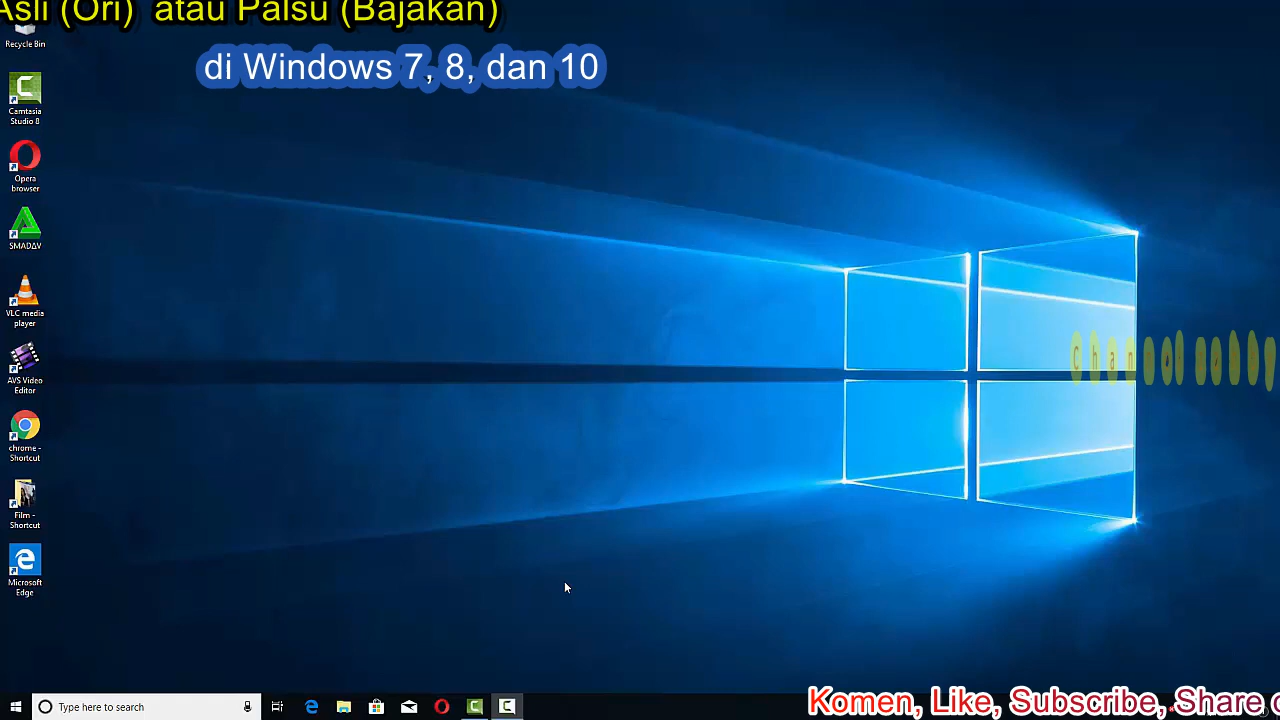 Asli (Ori) atau Palsu (Bajakan)
di Windows 7, 8, dan 10
Recycle Bin
Camtasia
Studio 8
Opera
browser
SMADΔV
VLC media
player
AVS Video
Editor
chrome -
Shortcut
Film -
Shortcut
Microsoft
Edge
Type here to search
Komen, Like, Subscribe, Share